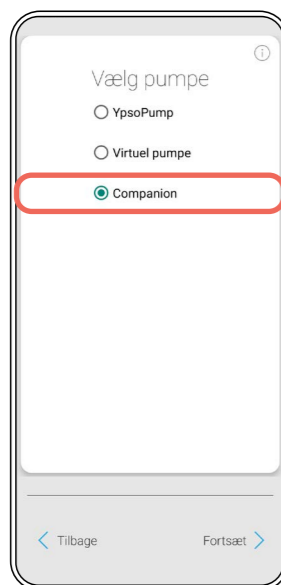 Vælg pumpe
YpsoPump
Virtuel pumpe
Companion
Tilbage
Fortsæt